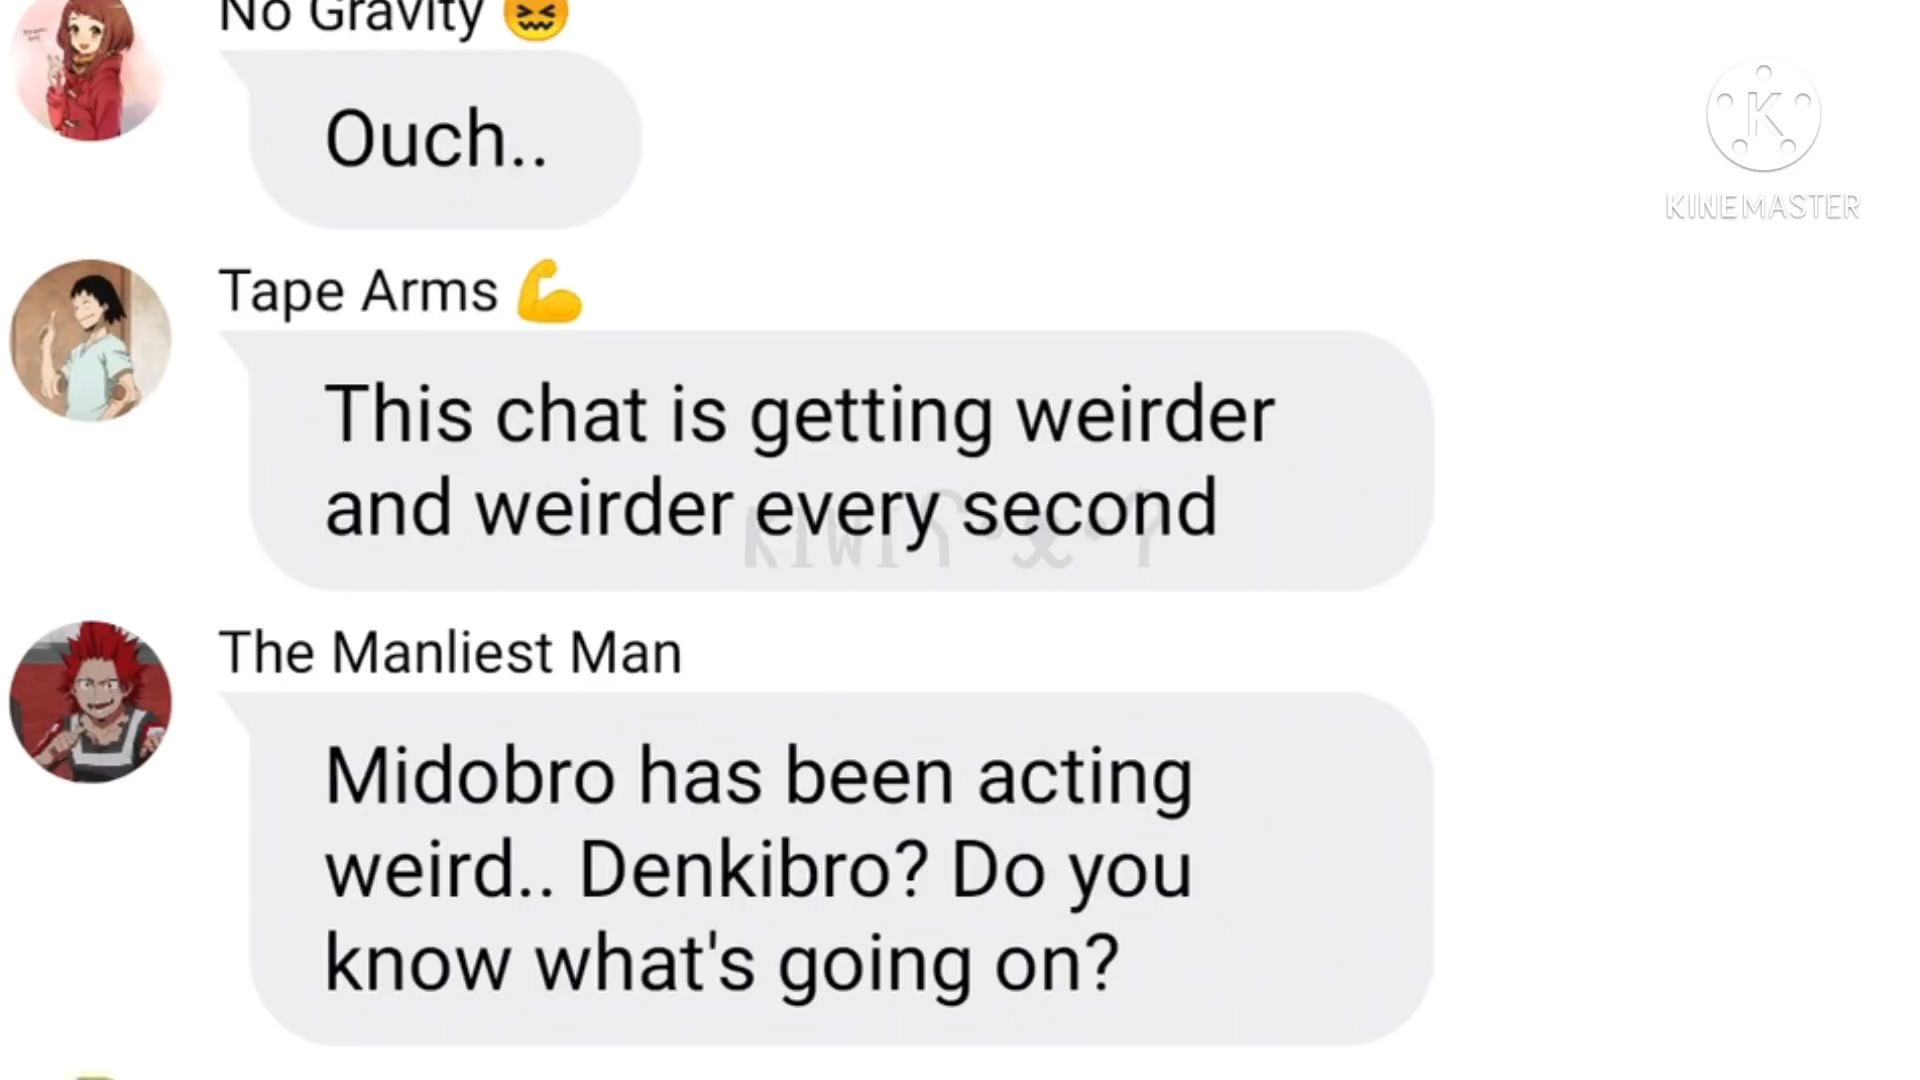 No Gravity 😖
Ouch..
K
KINEMASTER
Tape Arms 💪
This chat is getting weirder
and weirder every second
KIWIʕ·ᴥ·ʔ
The Manliest Man
Midobro has been acting
weird.. Denkibro? Do you
know what's going on?